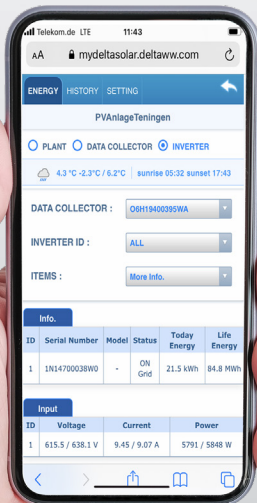 Telekom.de LTE 11:43
AA mydeltasolar.deltaww.com
ENERGY HISTORY SETTING
PVAnlageTeningen
PLANT DATA COLLECTOR INVERTER
4.3 °C -2.3°C / 6.2°C sunrise 05:32 sunset 17:43
DATA COLLECTOR : O6H19400395WA
INVERTER ID : ALL
ITEMS : More Info.
Info.
ID Serial Number Model Status Today Energy Life Energy
1 1N14700038W0 - ON Grid 21.5 kWh 84.8 MWh
Input
ID Voltage Current Power
1 615.5 / 638.1 V 9.45 / 9.07 A 5791 / 5848 W